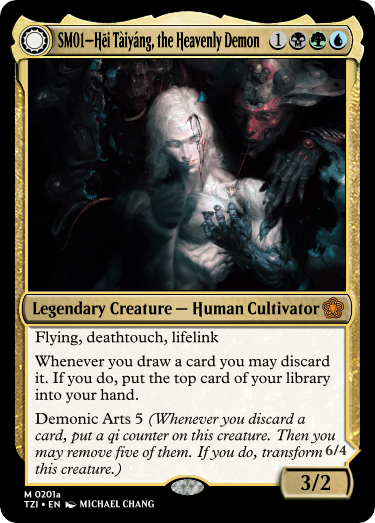 SM01—Hēi Tàiyáng, the Heavenly Demon 1
Legendary Creature — Human Cultivator
Flying, deathtouch, lifelink
Whenever you draw a card you may discard
it. If you do, put the top card of your library
into your hand.
Demonic Arts 5 (Whenever you discard a
card, put a qi counter on this creature. Then you
may remove five of them. If you do, transform
this creature.)
6/4
3/2
M 0201a
TZI • EN MICHAEL CHANG